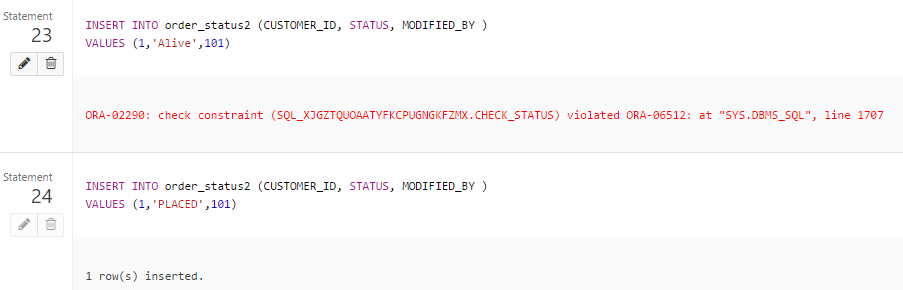 Statement
23
INSERT INTO order_status2 (CUSTOMER_ID, STATUS, MODIFIED_BY )
VALUES (1,'Alive',101)
ORA-02290: check constraint (SQL_XJGZTQUOAATYFKCPUGNGKFZMX.CHECK_STATUS) violated ORA-06512: at "SYS.DBMS_SQL", line 1707
Statement
24
INSERT INTO order_status2 (CUSTOMER_ID, STATUS, MODIFIED_BY )
VALUES (1,'PLACED',101)
1 row(s) inserted.